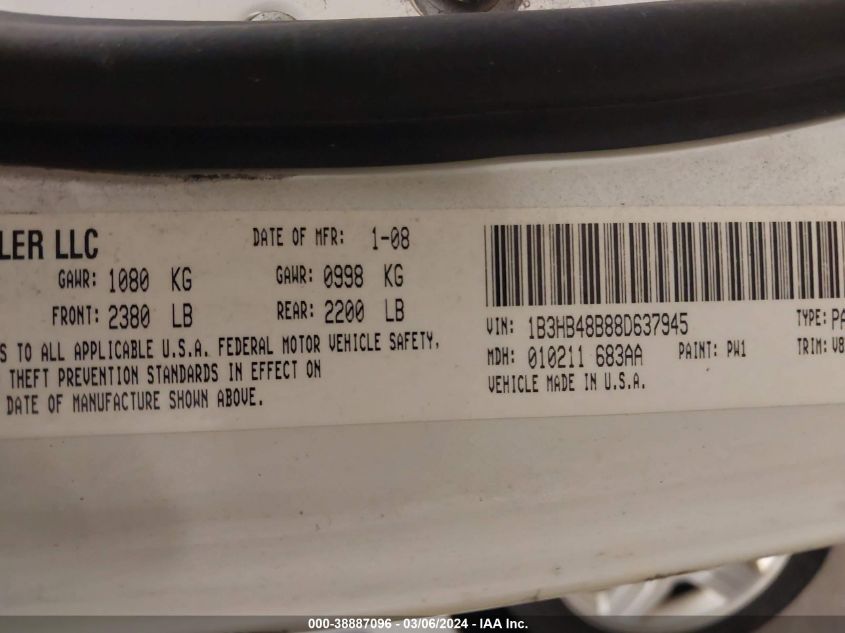 LER LLC DATE OF MFR: 1-08
GAWR: 1080 KG GAWR: 0998 KG
FRONT: 2380 LB REAR: 2200 LB
S TO ALL APPLICABLE U.S.A. FEDERAL MOTOR VEHICLE SAFETY,
THEFT PREVENTION STANDARDS IN EFFECT ON
DATE OF MANUFACTURE SHOWN ABOVE.
VIN: 1B3HB48B88D637945 TYPE: PA
MDH: 010211 683AA PAINT: PW1 TRIM: V8
VEHICLE MADE IN U.S.A.
000-38887096 - 03/06/2024 - IAA Inc.